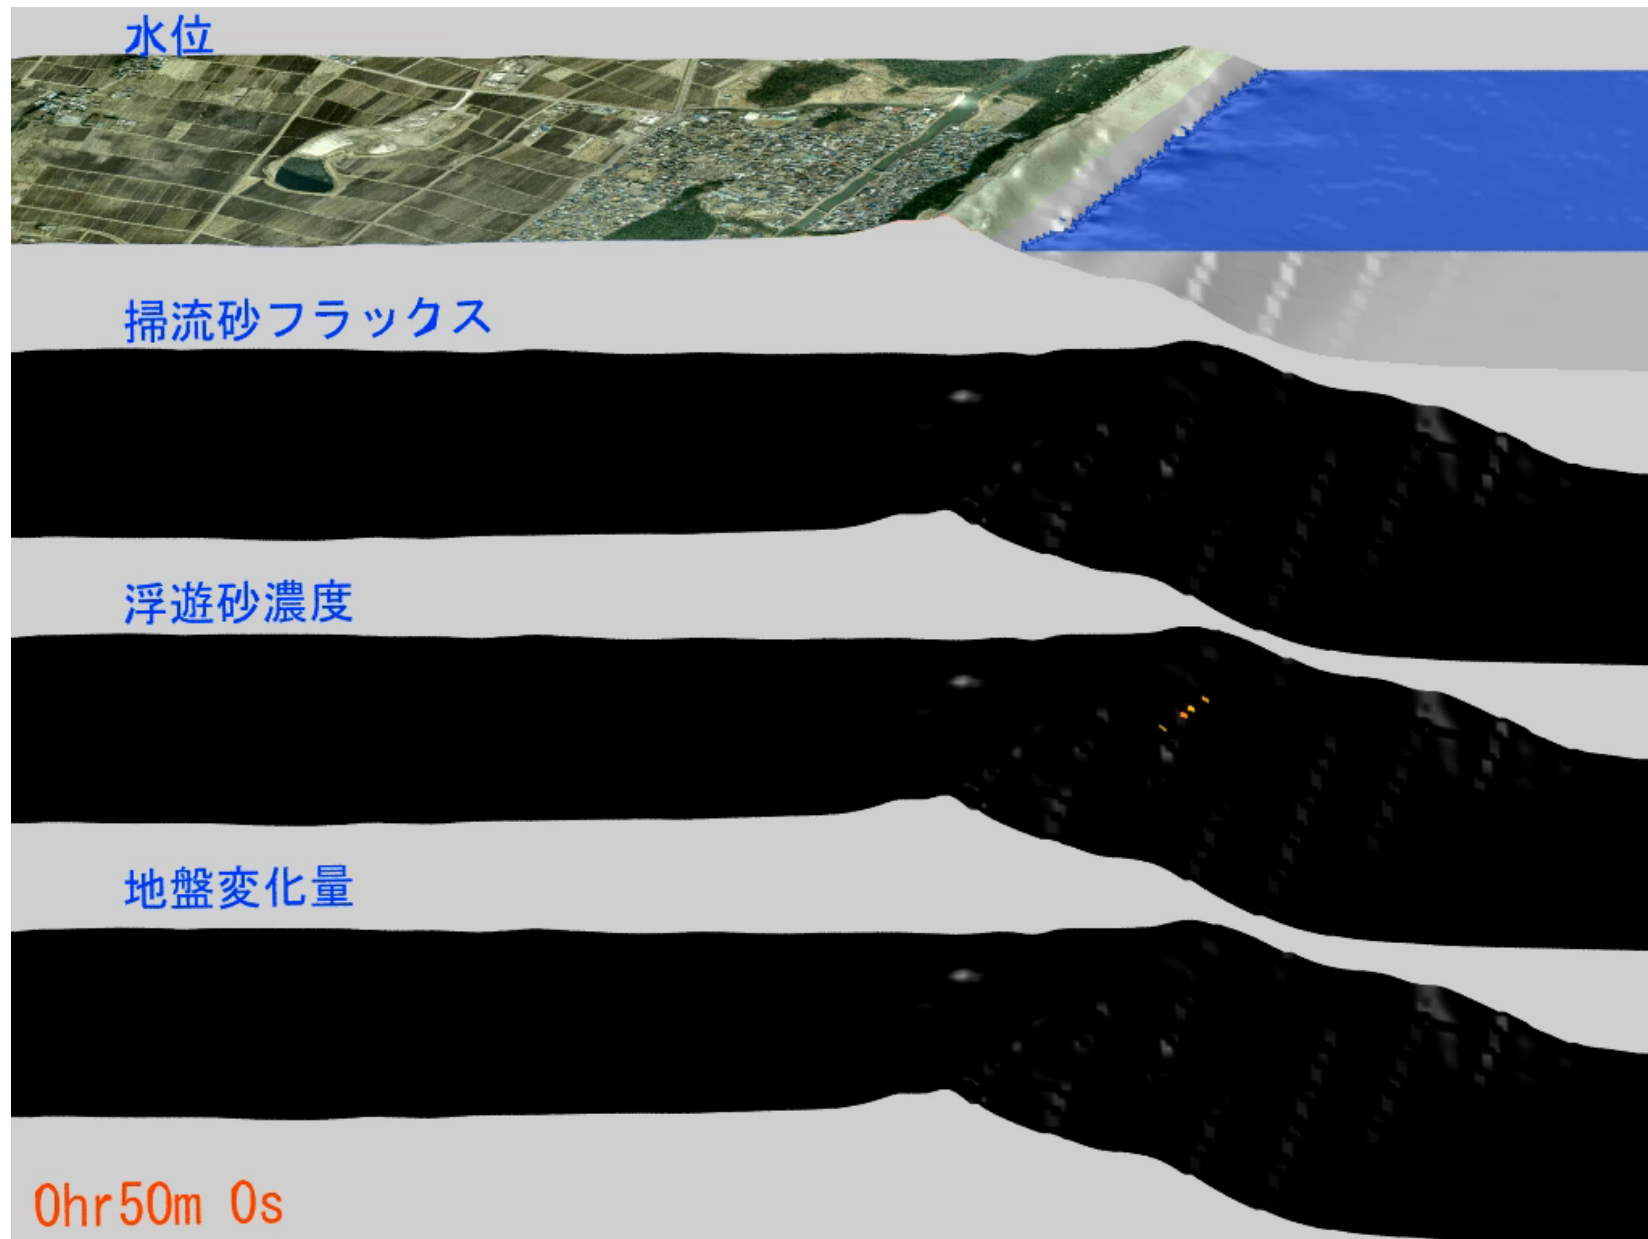 水位
掃流砂フラックス
浮遊砂濃度
地盤変化量
0hr50m 0s